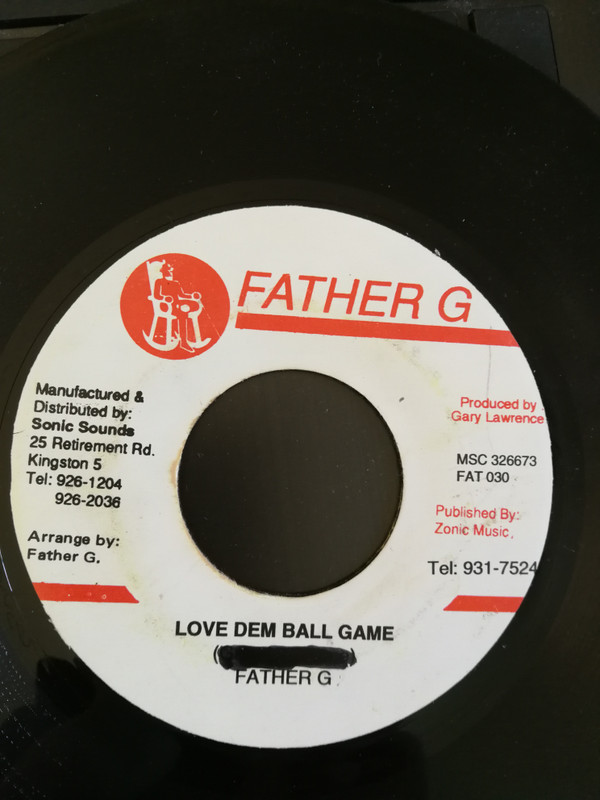 FATHER G
Manufactured &
Distributed by:
Sonic Sounds
25 Retirement Rd.
Kingston 5
Tel: 926-1204
926-2036
Arrange by:
Father G.
Produced by
Gary Lawrence
MSC 326673
FAT 030
Published By:
Zonic Music.
Tel: 931-7524
LOVE DEM BALL GAME
(
)
FATHER G